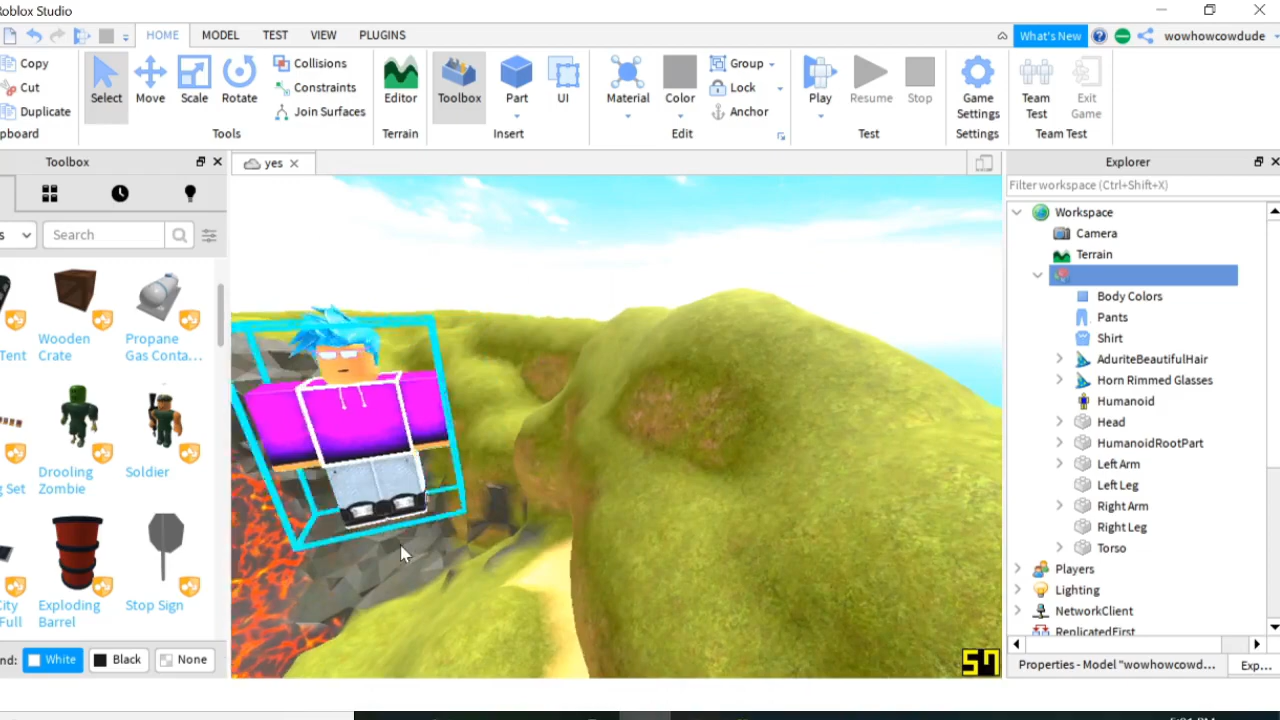 Roblox Studio
HOME MODEL TEST VIEW PLUGINS What's New wowhowcowdude
Copy
Cut
Duplicate
pboard
Select Move Scale Rotate
Collisions
Constraints
Join Surfaces
Tools
Editor
Terrain
Toolbox Part UI
Insert
Material Color
Group
Lock
Anchor
Edit
Play Resume Stop
Test
Game
Settings
Settings
Team
Test
Exit
Game
Team Test
Toolbox
yes
Explorer
s
Search
Filter workspace (Ctrl+Shift+X)
Tent
Wooden
Crate
Propane
Gas Conta...
g Set
Drooling
Zombie
Soldier
City
Full
Exploding
Barrel
Stop Sign
nd: White Black None
Workspace
Camera
Terrain
Body Colors
Pants
Shirt
AduriteBeautifulHair
Horn Rimmed Glasses
Humanoid
Head
HumanoidRootPart
Left Arm
Left Leg
Right Arm
Right Leg
Torso
Players
Lighting
NetworkClient
ReplicatedFirst
Properties - Model "wowhowcowd... Exp...